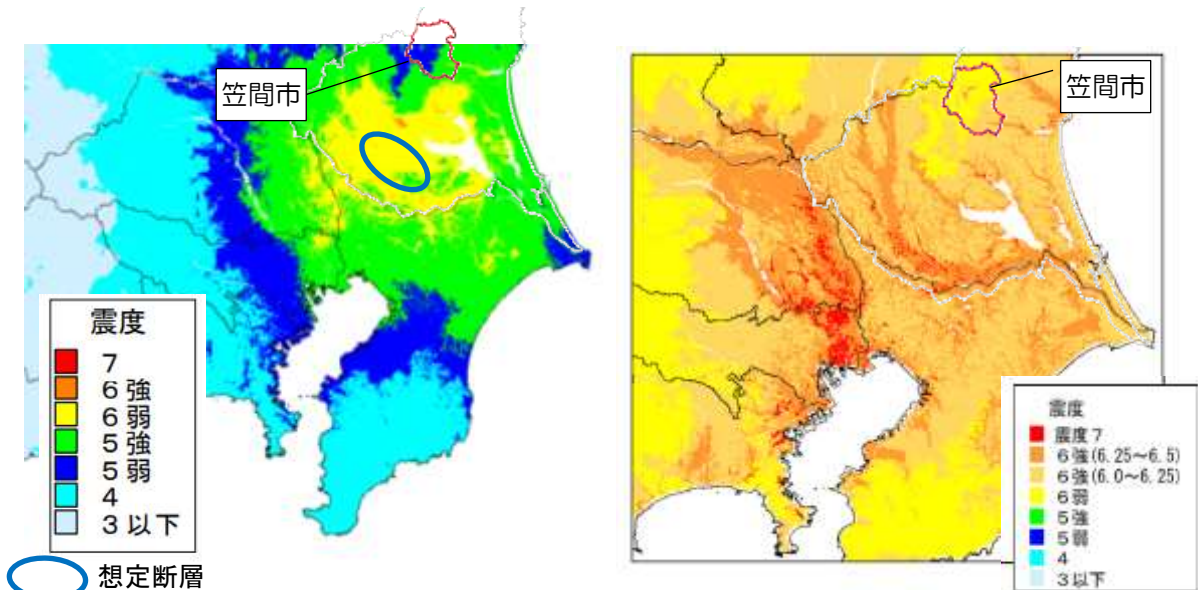 笠間市
震度
7
6強
6弱
5強
5弱
4
3以下
想定断層
笠間市
震度
震度7
6強(6.25～6.5)
6強(6.0～6.25)
6弱
5強
5弱
4
3以下